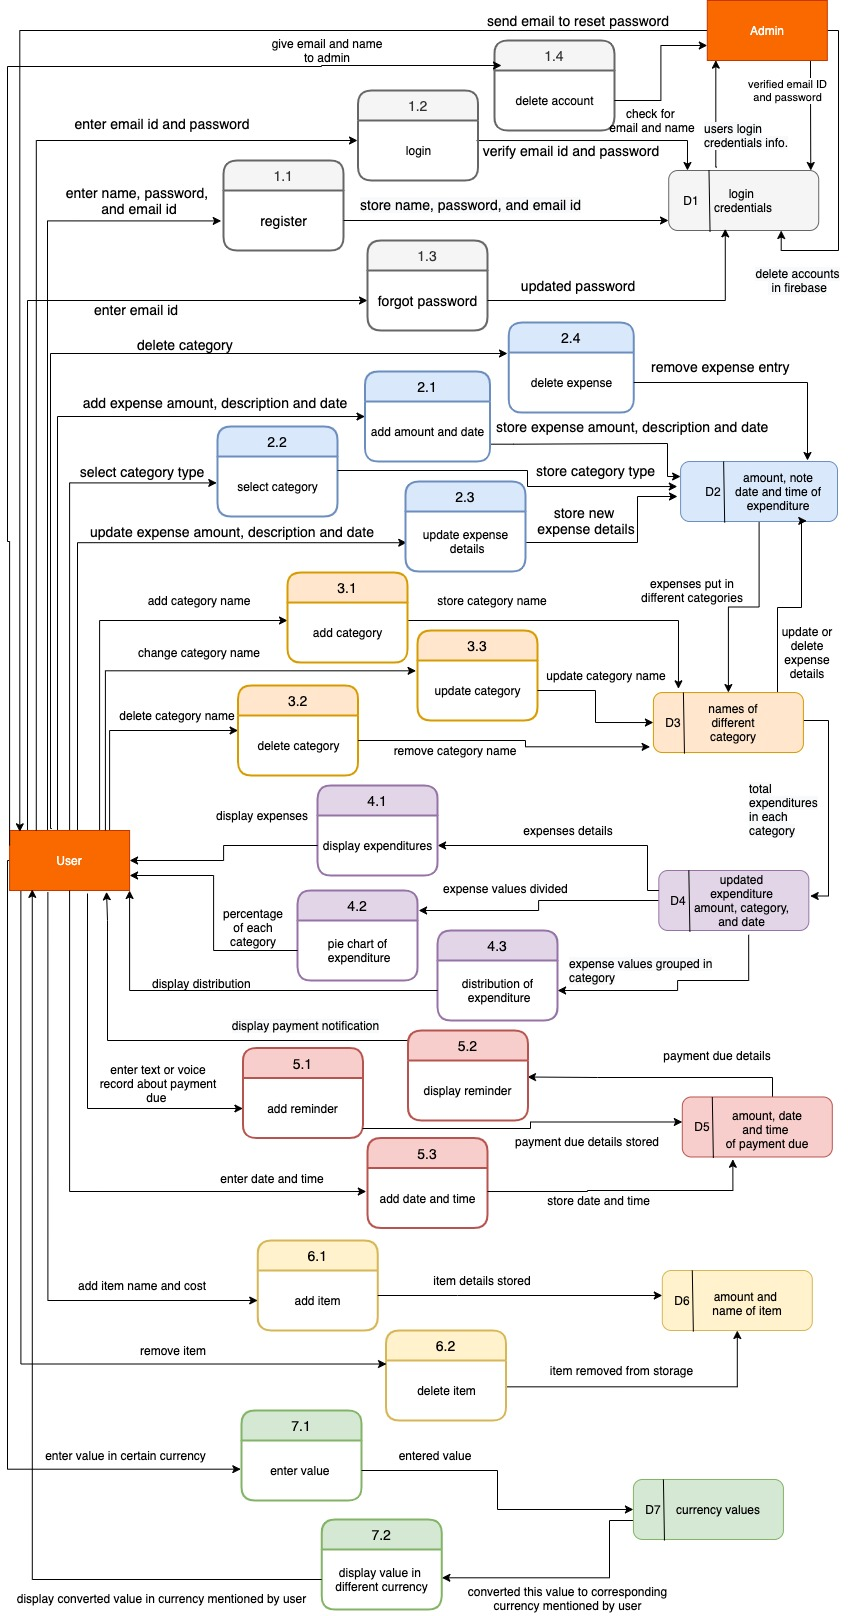 send email to reset password
Admin
give email and name
to admin
1.4
delete account
verified email ID
and password
check for
email and name
1.2
login
enter email id and password
verify email id and password
users login
credentials info.
1.1
register
enter name, password,
and email id
store name, password, and email id
D1
login
credentials
1.3
forgot password
enter email id
updated password
delete accounts
in firebase
delete category
2.4
delete expense
remove expense entry
2.1
add amount and date
add expense amount, description and date
store expense amount, description and date
2.2
select category
select category type
store category type
D2
amount, note
date and time of
expenditure
2.3
update expense
details
update expense amount, description and date
store new
expense details
3.1
add category
add category name
store category name
expenses put in
different categories
update or
delete
expense
details
3.3
update category
change category name
update category name
3.2
delete category
delete category name
remove category name
D3
names of
different
category
total
expenditures
in each
category
4.1
display expenditures
display expenses
expenses details
User
4.2
pie chart of
expenditure
percentage
of each
category
expense values divided
D4
updated
expenditure
amount, category,
and date
4.3
distribution of
expenditure
display distribution
expense values grouped in
category
display payment notification
5.2
display reminder
payment due details
5.1
add reminder
enter text or voice
record about payment
due
payment due details stored
D5
amount, date
and time
of payment due
5.3
add date and time
enter date and time
store date and time
6.1
add item
add item name and cost
item details stored
D6
amount and
name of item
6.2
delete item
remove item
item removed from storage
7.1
enter value
enter value in certain currency
entered value
D7
currency values
7.2
display value in
different currency
display converted value in currency mentioned by user
converted this value to corresponding
currency mentioned by user